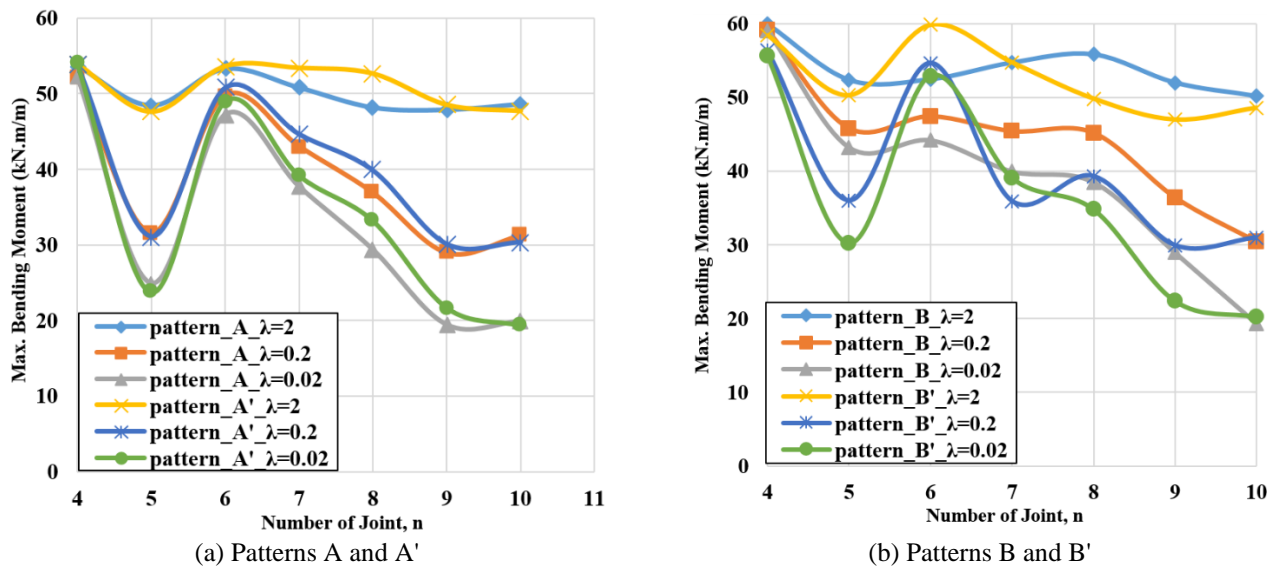 Max. Bending Moment (kN.m/m)
60
50
40
30
20
10
0
pattern_A_λ=2
pattern_A_λ=0.2
pattern_A_λ=0.02
pattern_A'_λ=2
pattern_A'_λ=0.2
pattern_A'_λ=0.02
4 5 6 7 8 9 10 11
Number of Joint, n
(a) Patterns A and A'
Max. Bending Moment (kN.m/m)
60
50
40
30
20
10
0
pattern_B_λ=2
pattern_B_λ=0.2
pattern_B_λ=0.02
pattern_B'_λ=2
pattern_B'_λ=0.2
pattern_B'_λ=0.02
4 5 6 7 8 9 10
Number of Joint, n
(b) Patterns B and B'